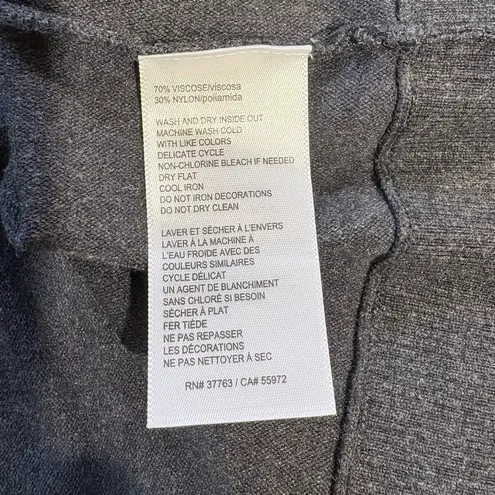 70% VISCOSE/viscosa
30% NYLON/poliamida
WASH AND DRY INSIDE OUT
MACHINE WASH COLD
WITH LIKE COLORS
DELICATE CYCLE
NON-CHLORINE BLEACH IF NEEDED
DRY FLAT
COOL IRON
DO NOT IRON DECORATIONS
DO NOT DRY CLEAN
LAVER ET SÉCHER À L'ENVERS
LAVER À LA MACHINE À
L'EAU FROIDE AVEC DES
COULEURS SIMILAIRES
CYCLE DÉLICAT
UN AGENT DE BLANCHIMENT
SANS CHLORÉ SI BESOIN
SÉCHER À PLAT
FER TIÈDE
NE PAS REPASSER
LES DÉCORATIONS
NE PAS NETTOYER À SEC
RN# 37763 / CA# 55972